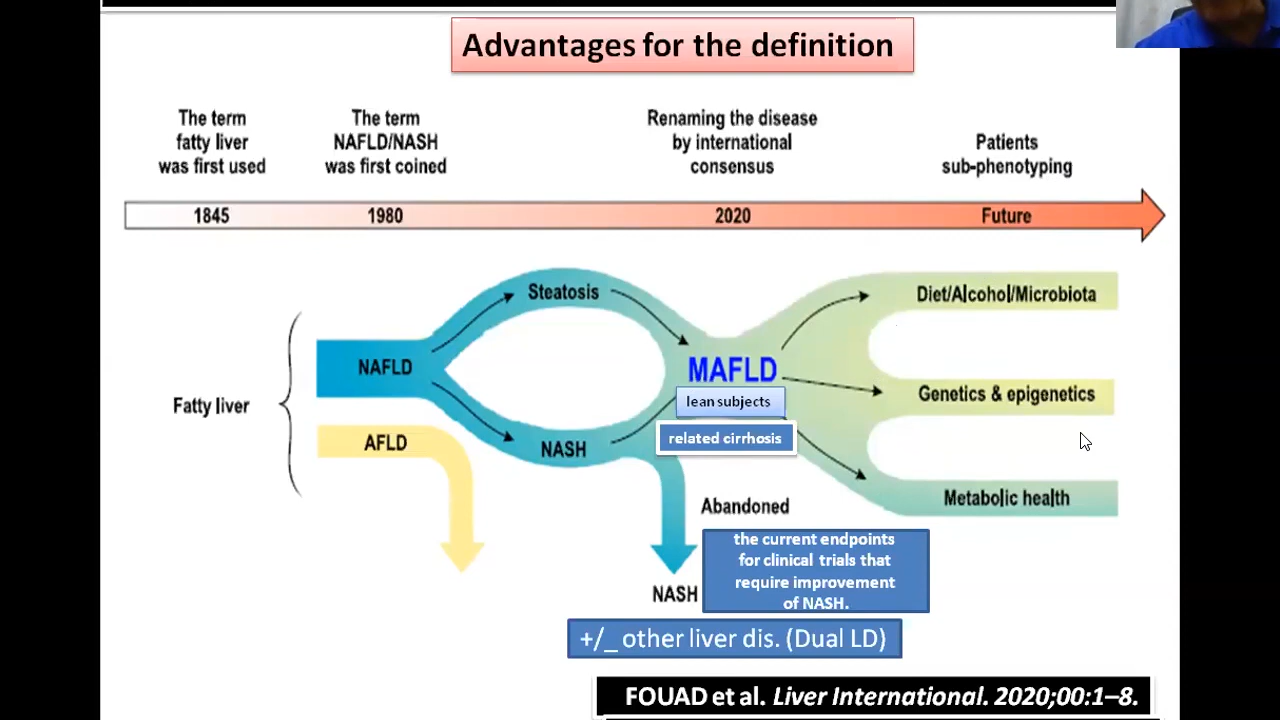 Advantages for the definition
The term
fatty liver
was first used
The term
NAFLD/NASH
was first coined
Renaming the disease
by international
consensus
Patients
sub-phenotyping
1845
1980
2020
Future
Fatty liver
NAFLD
AFLD
Steatosis
NASH
MAFLD
lean subjects
related cirrhosis
Diet/Alcohol/Microbiota
Genetics & epigenetics
Metabolic health
Abandoned
NASH
the current endpoints
for clinical trials that
require improvement
of NASH.
+/_ other liver dis. (Dual LD)
FOUAD et al. Liver International. 2020;00:1–8.